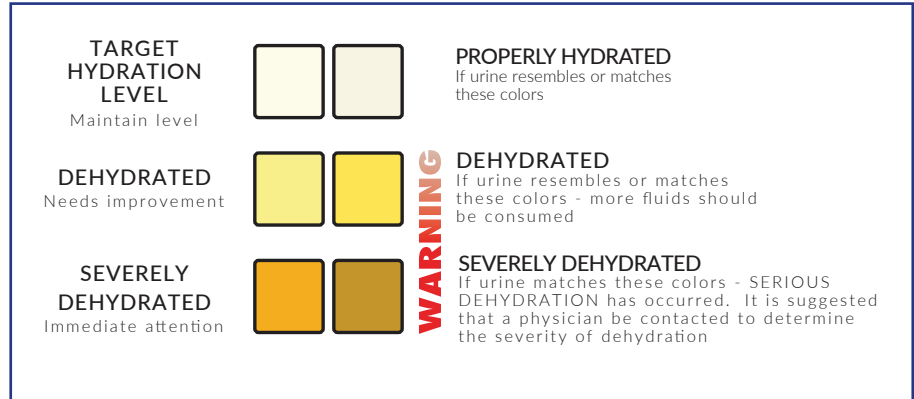 TARGET
HYDRATION
LEVEL
Maintain level
PROPERLY HYDRATED
If urine resembles or matches
these colors
DEHYDRATED
Needs improvement
WARNING
DEHYDRATED
If urine resembles or matches
these colors - more fluids should
be consumed
SEVERELY
DEHYDRATED
Immediate attention
SEVERELY DEHYDRATED
If urine matches these colors - SERIOUS
DEHYDRATION has occurred. It is suggested
that a physician be contacted to determine
the severity of dehydration